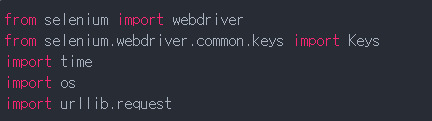 from selenium import webdriver
from selenium.webdriver.common.keys import Keys
import time
import os
import urllib.request